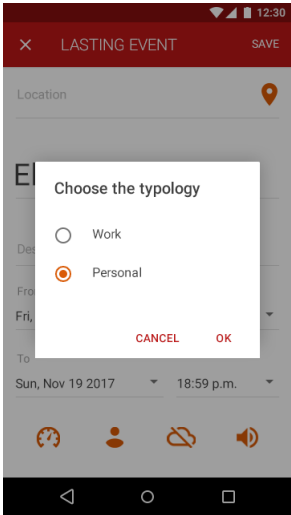 12:30
LASTING EVENT SAVE
Location
Choose the typology
Work
Personal
Fri,
CANCEL OK
To
Sun, Nov 19 2017 18:59 p.m.